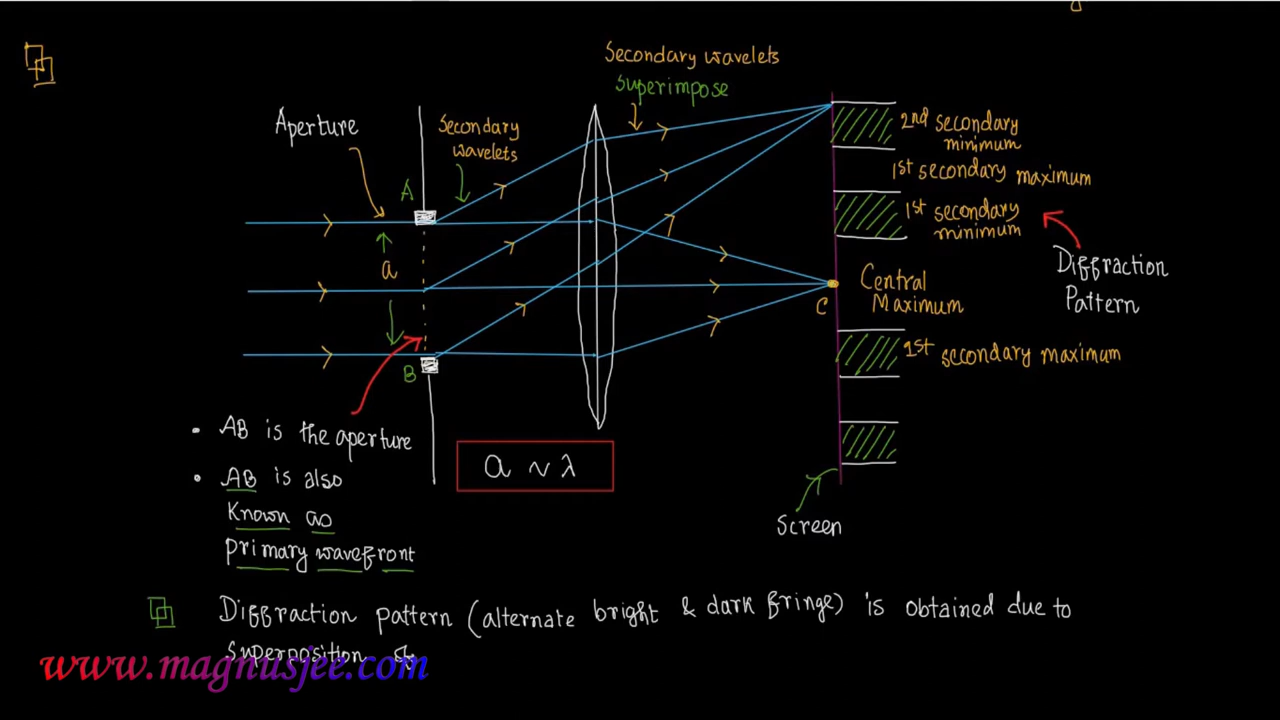 Secondary wavelets
superimpose
Aperture
Secondary
wavelets
A
a
B
2nd secondary
minimum
1st secondary maximum
1st secondary
minimum
Diffraction
Pattern
Central
Maximum
C
1st secondary maximum
• AB is the aperture
• AB is also
Known as
primary wavefront
a ~ λ
Screen
Diffraction pattern (alternate bright & dark fringe) is obtained due to
superposition of
www.magnusjee.com